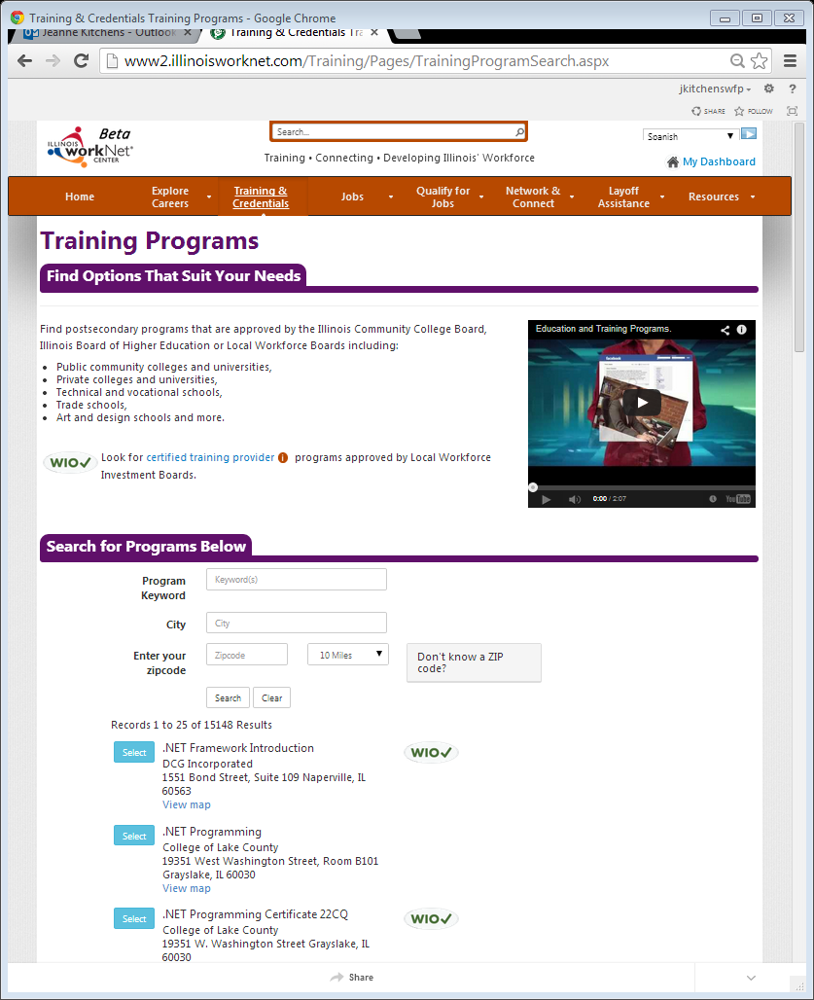 Training & Credentials Training Programs - Google Chrome
Jeanne Kitchens - Outlook
Training & Credentials Tra
www2.illinoisworknet.com/Training/Pages/TrainingProgramSearch.aspx
jkitchenswfp
?
SHARE FOLLOW
Beta
ILLINOIS
workNet
CENTER
Search...
Training • Connecting • Developing Illinois' Workforce
Spanish
My Dashboard
Home
Explore Careers
Training & Credentials
Jobs
Qualify for Jobs
Network & Connect
Layoff Assistance
Resources
Training Programs
Find Options That Suit Your Needs
Find postsecondary programs that are approved by the Illinois Community College Board,
Illinois Board of Higher Education or Local Workforce Boards including:
• Public community colleges and universities,
• Private colleges and universities,
• Technical and vocational schools,
• Trade schools,
• Art and design schools and more.
WIO✓ Look for certified training provider i programs approved by Local Workforce
Investment Boards.
Education and Training Programs.
facebook
0:00 / 2:07
YouTube
Search for Programs Below
Program
Keyword
Keyword(s)
City
City
Enter your
zipcode
Zipcode
10 Miles
Don't know a ZIP
code?
Search
Clear
Records 1 to 25 of 15148 Results
Select
.NET Framework Introduction
WIO✓
DCG Incorporated
1551 Bond Street, Suite 109 Naperville, IL
60563
View map
Select
.NET Programming
College of Lake County
19351 West Washington Street, Room B101
Grayslake, IL 60030
View map
Select
.NET Programming Certificate 22CQ
WIO✓
College of Lake County
19351 W. Washington Street Grayslake, IL
60030
Share